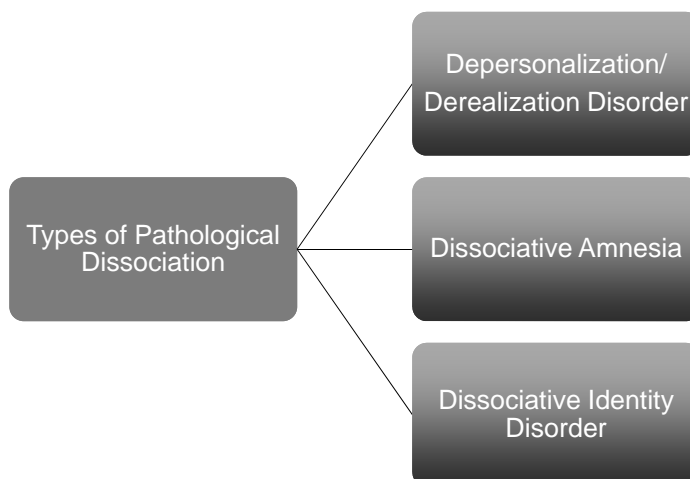 Types of Pathological
Dissociation
Depersonalization/
Derealization Disorder
Dissociative Amnesia
Dissociative Identity
Disorder